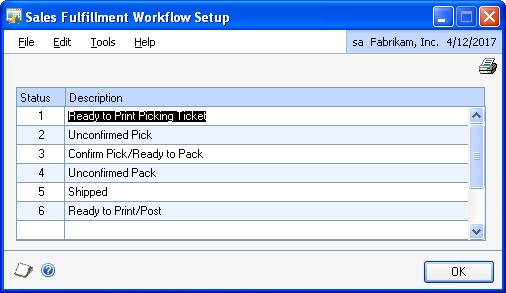 Sales Fulfillment Workflow Setup
File Edit Tools Help sa Fabrikam, Inc. 4/12/2017
Status Description
1 Ready to Print Picking Ticket
2 Unconfirmed Pick
3 Confirm Pick/Ready to Pack
4 Unconfirmed Pack
5 Shipped
6 Ready to Print/Post
OK